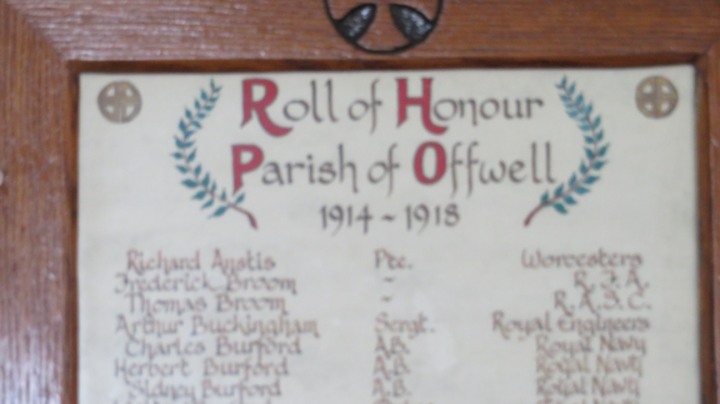 Roll of Honour
Parish of Offwell
1914 ~ 1918
Richard Anstis Pte. Worcesters
Frederick Broom ~ R.F.A.
Thomas Broom ~ R.A.S.C.
Arthur Buckingham Sergt. Royal Engineers
Charles Burford A.B. Royal Navy
Herbert Burford A.B. Royal Navy
Sidney Burford A.B. Royal Navy